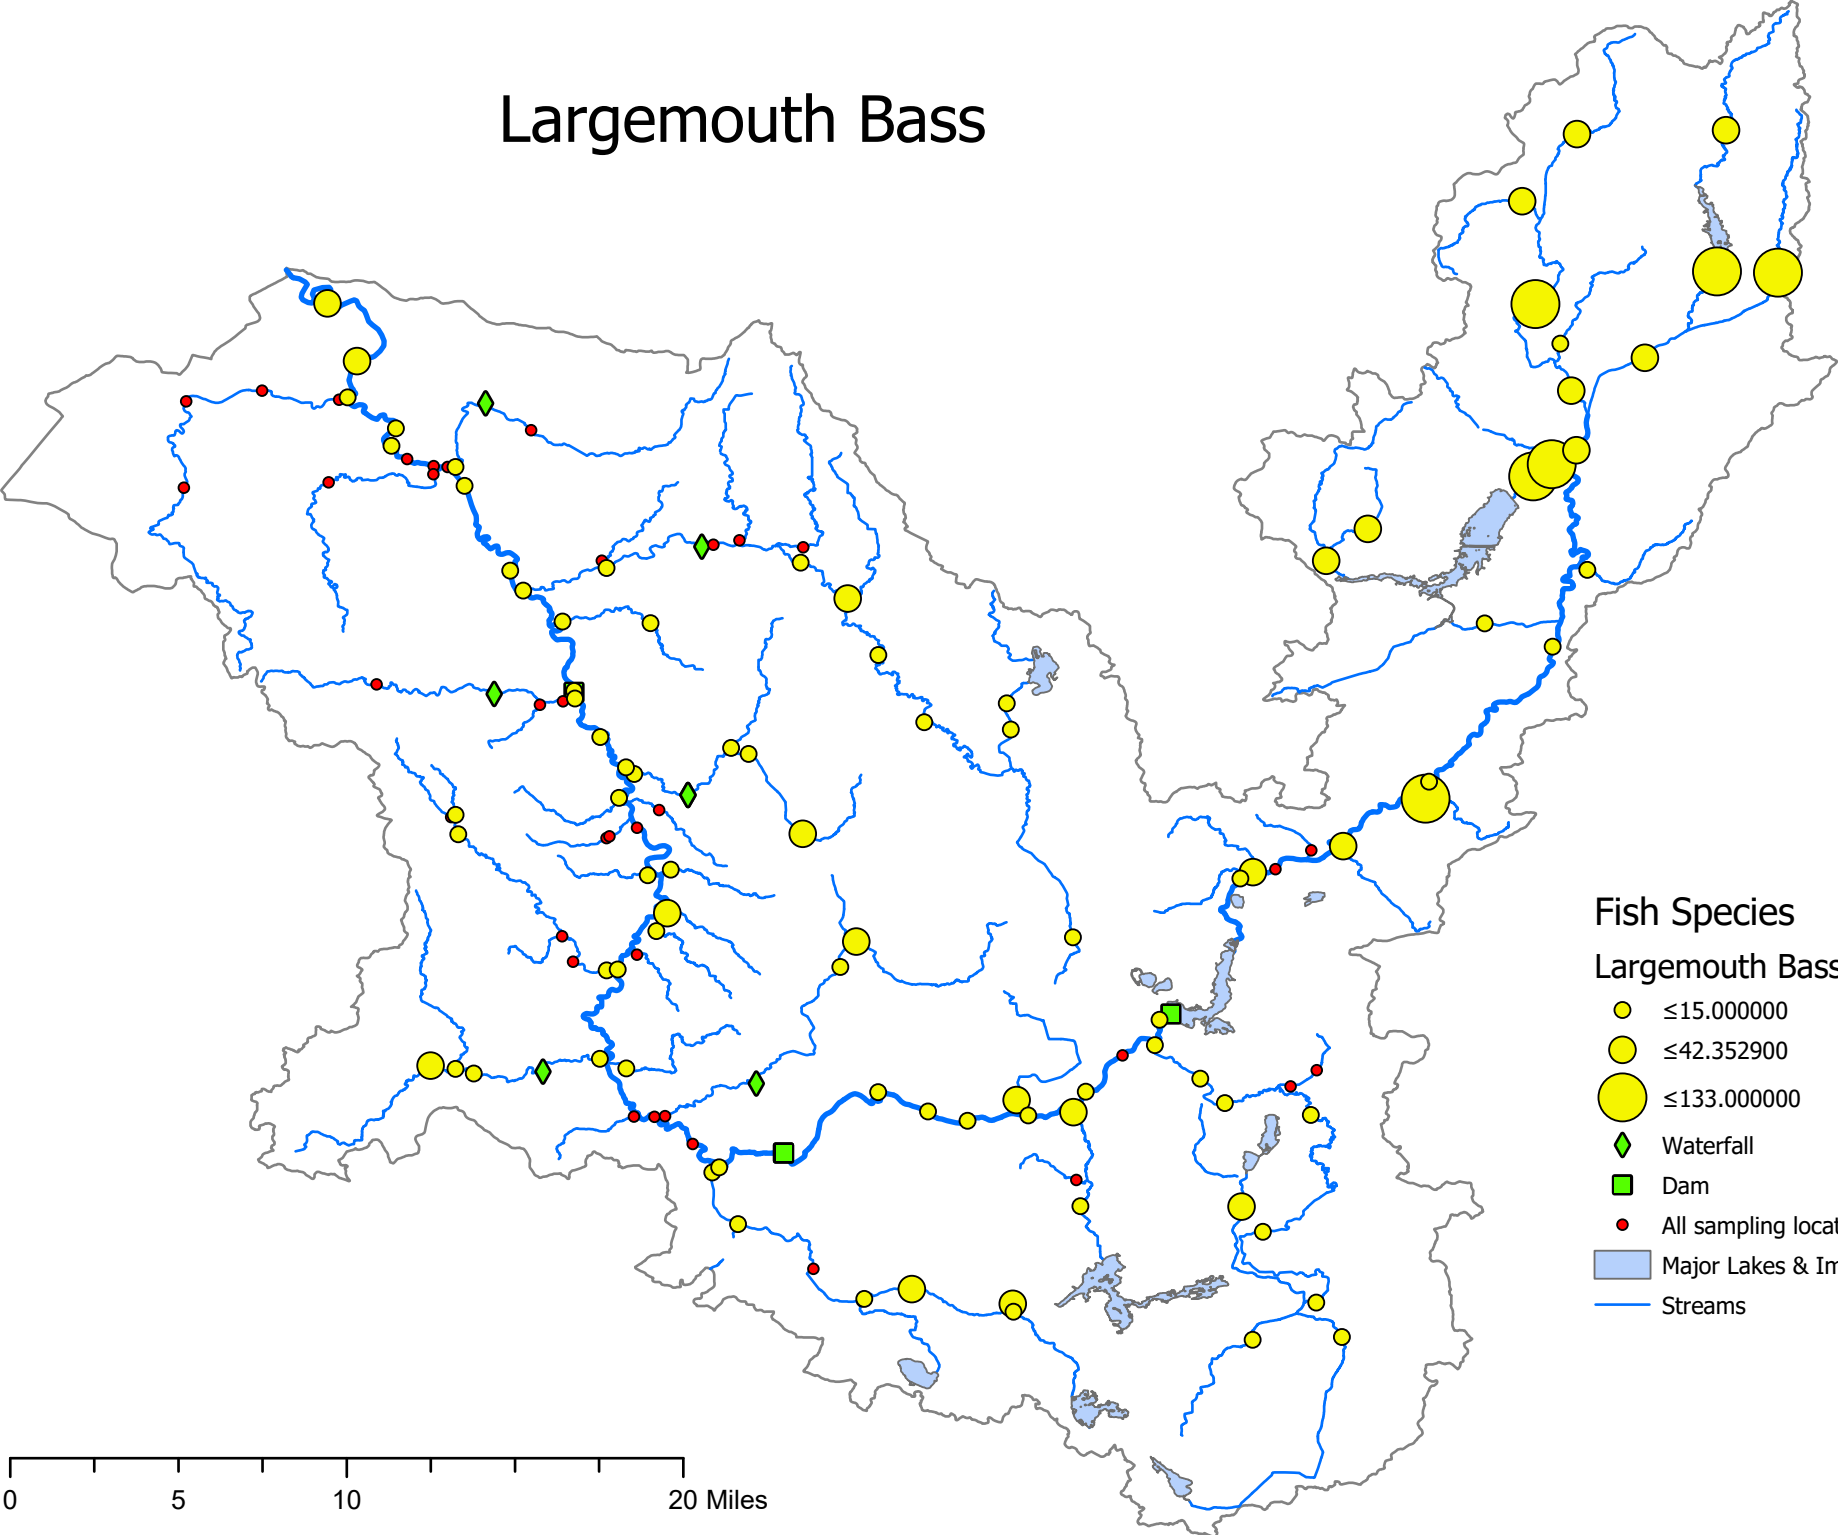 Largemouth Bass
Fish Species
Largemouth Bass
≤15.000000
≤42.352900
≤133.000000
Waterfall
Dam
All sampling locat
Major Lakes & Im
Streams
0 5 10 20 Miles